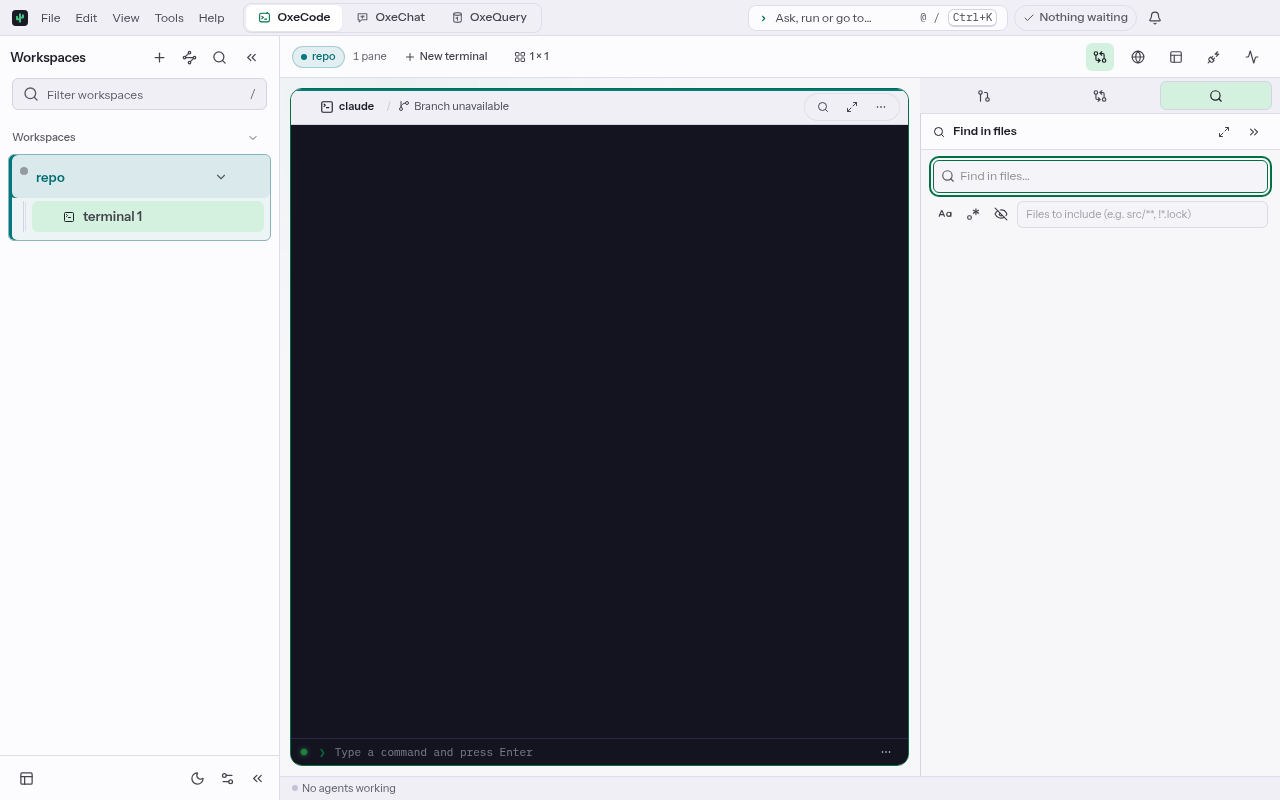 File Edit View Tools Help OxeCode OxeChat OxeQuery Ask, run or go to... @ / Ctrl+K Nothing waiting
Workspaces
repo 1 pane New terminal 1×1
Filter workspaces /
Workspaces
repo
terminal 1
claude / Branch unavailable
Type a command and press Enter
Find in files
Find in files...
Aa Files to include (e.g. src/**, !*.lock)
No agents working